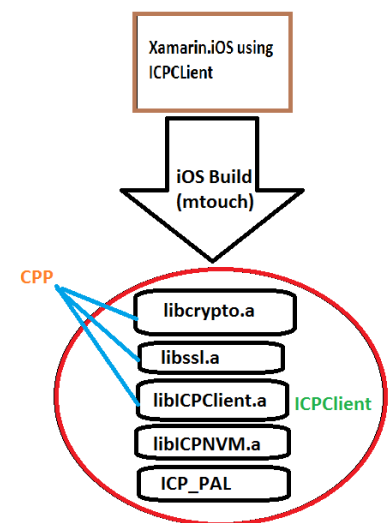 Xamarin.iOS using
ICPCLient
iOS Build
(mtouch)
CPP
libcrypto.a
libssl.a
libICPClient.a
ICPClient
libICPNVM.a
ICP_PAL